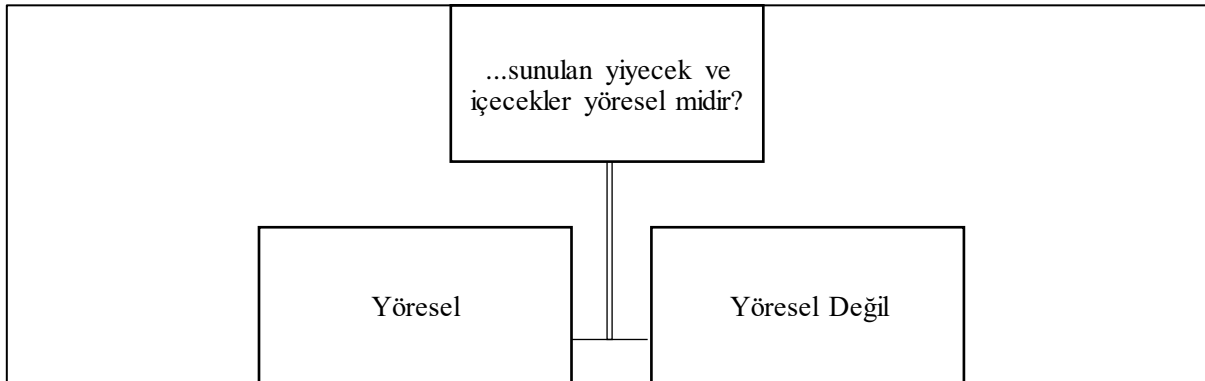 ...sunulan yiyecek ve
içecekler yöresel midir?
Yöresel
Yöresel Değil